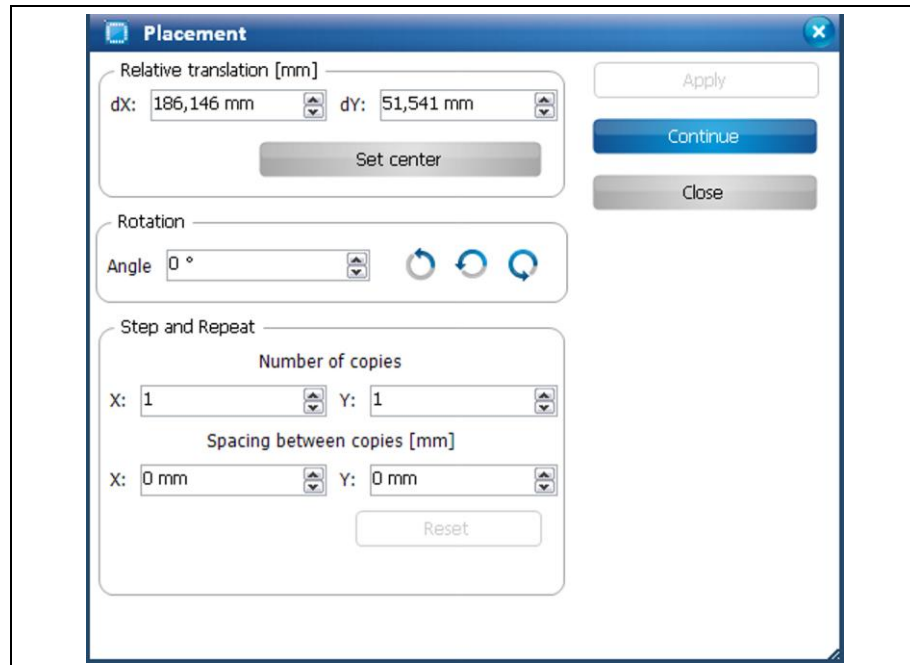 Placement
Relative translation [mm]
dX: 186,146 mm dY: 51,541 mm
Set center
Apply
Continue
Close
Rotation
Angle 0 °
Step and Repeat
Number of copies
X: 1 Y: 1
Spacing between copies [mm]
X: 0 mm Y: 0 mm
Reset